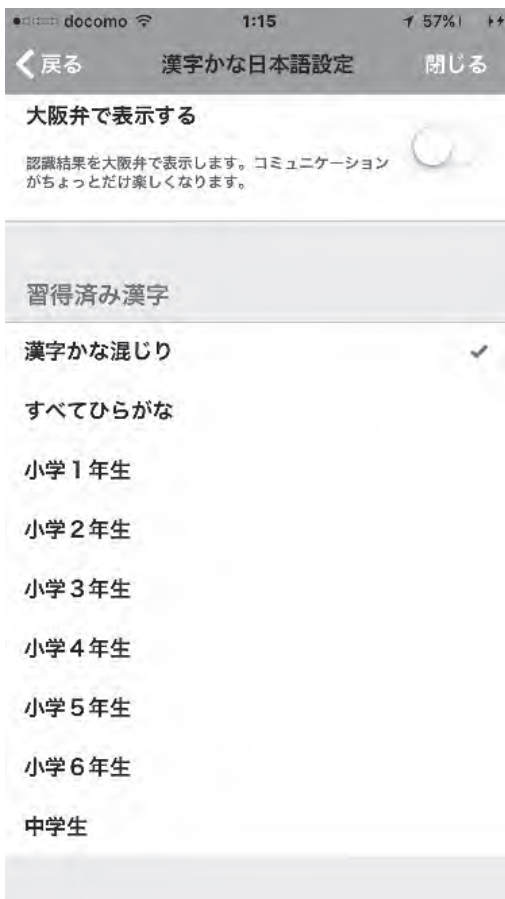 docomo 1:15 57%
戻る 漢字かな日本語設定 閉じる
大阪弁で表示する
認識結果を大阪弁で表示します。コミュニケーション
がちょっとだけ楽しくなります。
習得済み漢字
漢字かな混じり
すべてひらがな
小学1年生
小学2年生
小学3年生
小学4年生
小学5年生
小学6年生
中学生